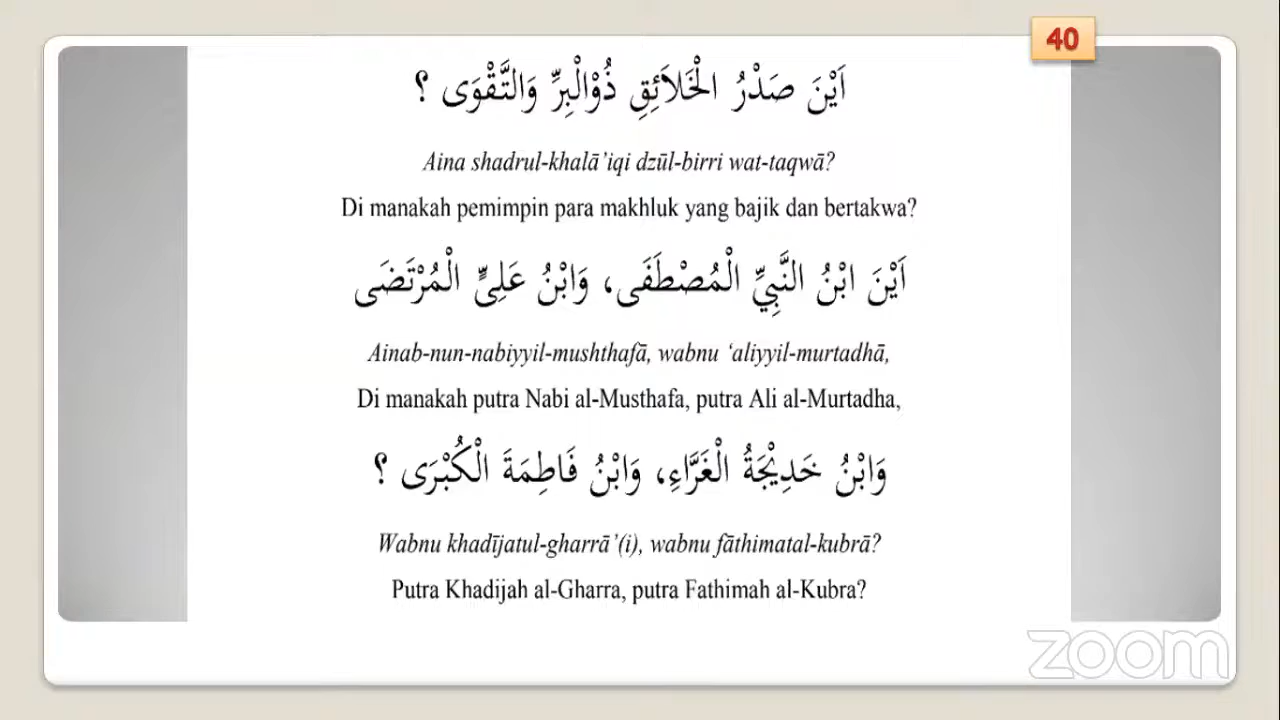 40
اَيْنَ صَدْرُ الْخَلاَئِقِ ذُوْالْبِرِّ وَالتَّقْوَى ؟
Aina shadrul-khalā’iqi dzūl-birri wat-taqwā?
Di manakah pemimpin para makhluk yang bajik dan bertakwa?
اَيْنَ ابْنُ النَّبِيِّ الْمُصْطَفَى، وَابْنُ عَلِىٍّ الْمُرْتَضَى
Ainab-nun-nabiyyil-mushthafā, wabnu ‘aliyyil-murtadhā,
Di manakah putra Nabi al-Musthafa, putra Ali al-Murtadha,
وَابْنُ خَدِيْجَةُ الْغَرَّاءِ، وَابْنُ فَاطِمَةَ الْكُبْرَى ؟
Wabnu khadījatul-gharrā’(i), wabnu fāthimatal-kubrā?
Putra Khadijah al-Gharra, putra Fathimah al-Kubra?
zoom